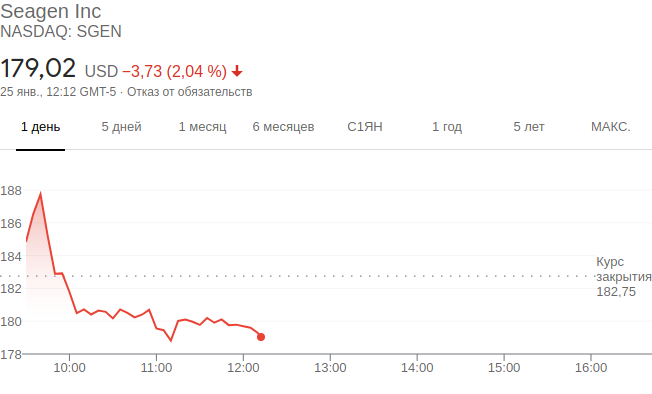 Seagen Inc
NASDAQ: SGEN
179,02 USD −3,73 (2,04 %)
25 янв., 12:12 GMT-5 · Отказ от обязательств
1 день 5 дней 1 месяц 6 месяцев С1ЯН 1 год 5 лет МАКС.
188
186
184
Курс
закрытия
182,75
182
180
178
10:00 11:00 12:00 13:00 14:00 15:00 16:00